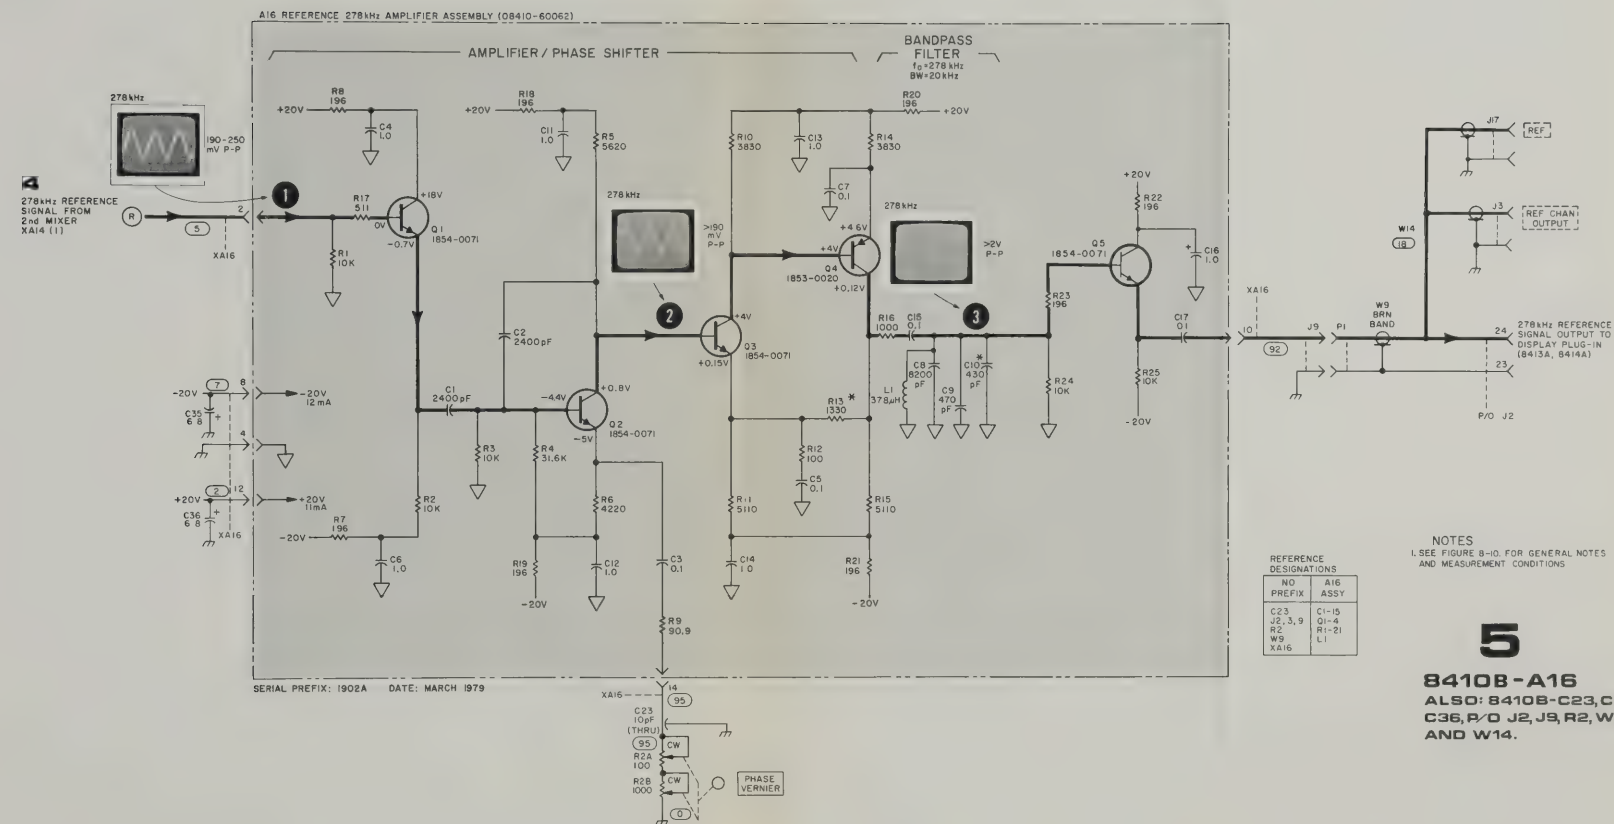 A16 REFERENCE 278kHz AMPLIFIER ASSEMBLY (08410-60062)
AMPLIFIER/PHASE SHIFTER
BANDPASS
FILTER
fo=278 kHz
BW=20kHz
278kHz
190-250
mV P-P
4
278kHz REFERENCE
SIGNAL FROM
2nd MIXER
XA14 (1)
R
5
2
XA16
1
+20V
R8
196
C4
1.0
R17
511
0V
+18V
Q1
1854-0071
-0.7V
R1
10K
+20V
R18
196
C11
1.0
R5
5620
278kHz
>190
mV
P-P
2
C2
2400pF
C1
2400pF
-4.4V
+0.8V
Q2
1854-0071
-5V
R3
10K
R4
31.6K
R6
4220
R2
10K
R7
196
-20V
C6
1.0
R19
196
-20V
C12
1.0
C3
0.1
R9
90.9
R10
3830
C13
1.0
R20
196
+20V
R14
3830
C7
0.1
+4.6V
+4V
Q4
1853-0020
+0.12V
+4V
Q3
1854-0071
+0.15V
R13 *
1330
R12
100
C5
0.1
R11
5110
R15
5110
C14
1.0
R21
196
-20V
278kHz
>2V
P-P
3
R16
1000
C15
0.1
L1
378μH
C8
8200
pF
C9
470
pF
C10 *
430
pF
R23
196
R24
10K
+20V
R22
196
Q5
1854-0071
+
C16
1.0
C17
01
R25
10K
-20V
XA16
10
92
J9
P1
W9
BRN
BAND
W14
18
J17
REF
J3
REF CHAN
OUTPUT
24
278kHz REFERENCE
SIGNAL OUTPUT TO
DISPLAY PLUG-IN
(8413A, 8414A)
23
P/O J2
-20V
7
6
-20V
12mA
C35
6 8
+
4
+20V
2
12
+20V
11mA
C36
6 8
+
XA16
SERIAL PREFIX: 1902A DATE: MARCH 1979
XA16
14
95
C23
10pF
(THRU)
95
CW
R2A
100
CW
R2B
1000
0
PHASE
VERNIER
NOTES
1. SEE FIGURE 8-10. FOR GENERAL NOTES
AND MEASUREMENT CONDITIONS
REFERENCE
DESIGNATIONS
NO PREFIX A16 ASSY
C23 C1-15
J2, 3, 9 Q1-4
R2 R1-21
W9 L1
XA16
5
8410B-A16
ALSO: 8410B-C23, C
C36, P/O J2, J9, R2, W
AND W14.